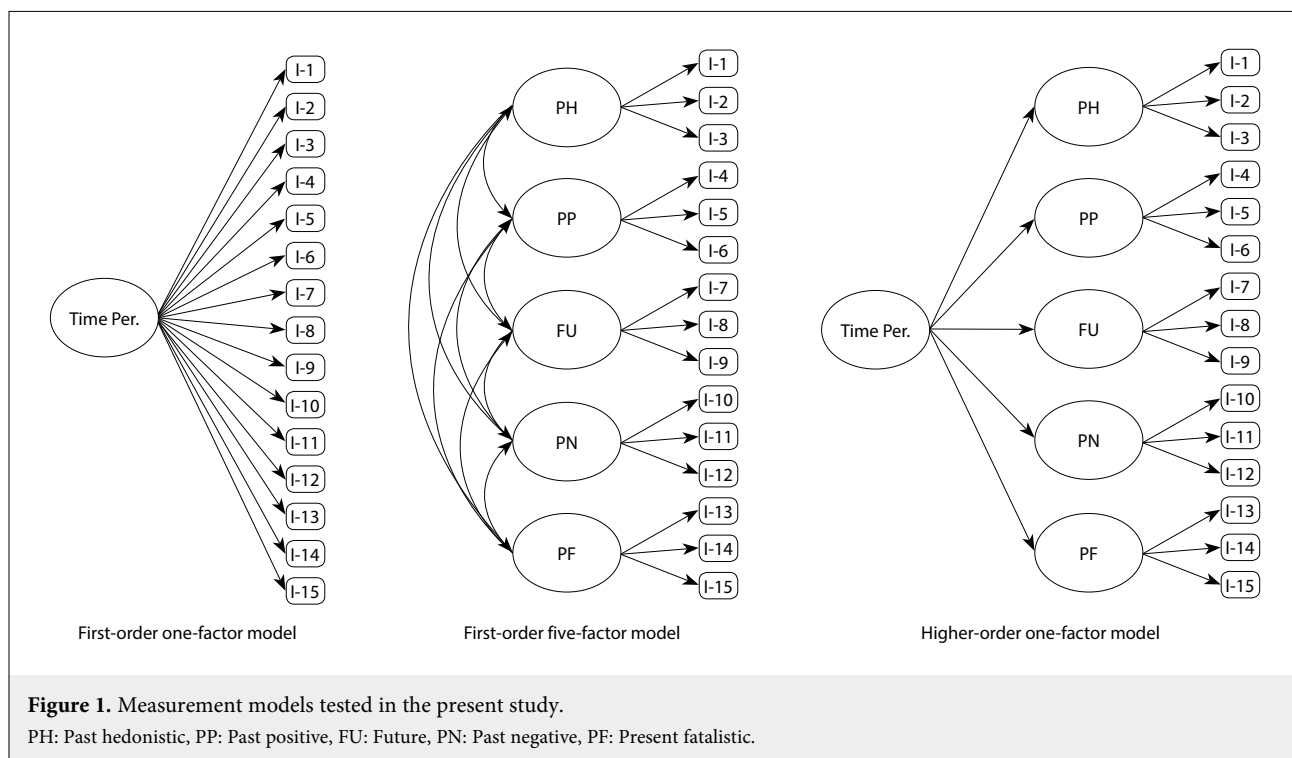 Time Per.
I-1
I-2
I-3
I-4
I-5
I-6
I-7
I-8
I-9
I-10
I-11
I-12
I-13
I-14
I-15
First-order one-factor model
PH
PP
FU
PN
PF
I-1
I-2
I-3
I-4
I-5
I-6
I-7
I-8
I-9
I-10
I-11
I-12
I-13
I-14
I-15
First-order five-factor model
Time Per.
PH
PP
FU
PN
PF
I-1
I-2
I-3
I-4
I-5
I-6
I-7
I-8
I-9
I-10
I-11
I-12
I-13
I-14
I-15
Higher-order one-factor model
Figure 1. Measurement models tested in the present study.
PH: Past hedonistic, PP: Past positive, FU: Future, PN: Past negative, PF: Present fatalistic.